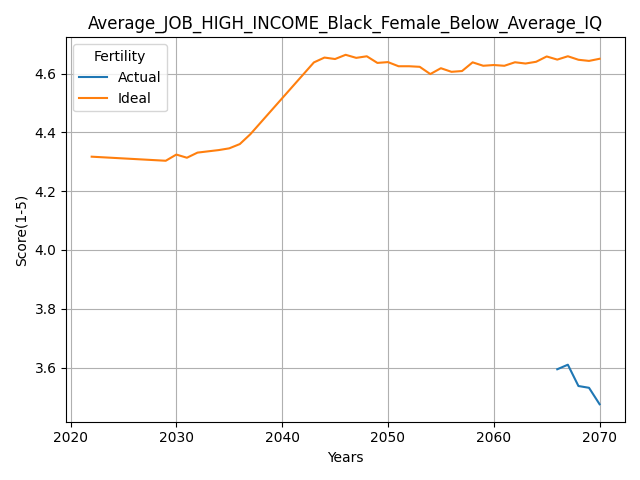 Average_JOB_HIGH_INCOME_Black_Female_Below_Average_IQ
Fertility
Actual
Ideal
Score(1-5)
4.6
4.4
4.2
4.0
3.8
3.6
2020
2030
2040
2050
2060
2070
Years